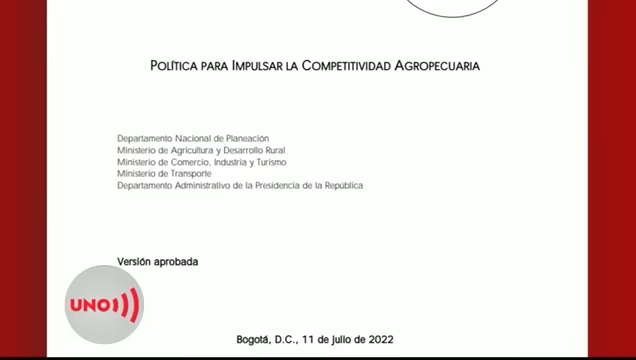 POLÍTICA PARA IMPULSAR LA COMPETITIVIDAD AGROPECUARIA
Departamento Nacional de Planeación
Ministerio de Agricultura y Desarrollo Rural
Ministerio de Comercio, Industria y Turismo
Ministerio de Transporte
Departamento Administrativo de la Presidencia de la República
Versión aprobada
UNO
Bogotá, D.C., 11 de julio de 2022